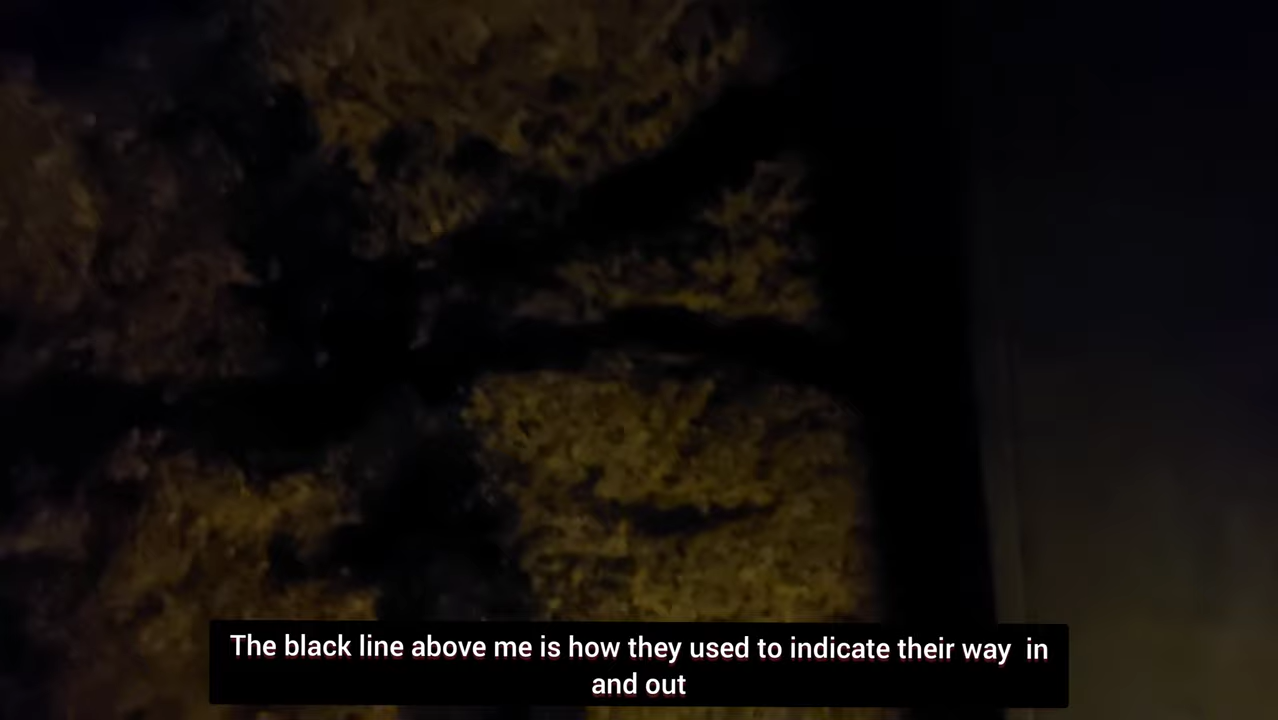 The black line above me is how they used to indicate their way  in
and out